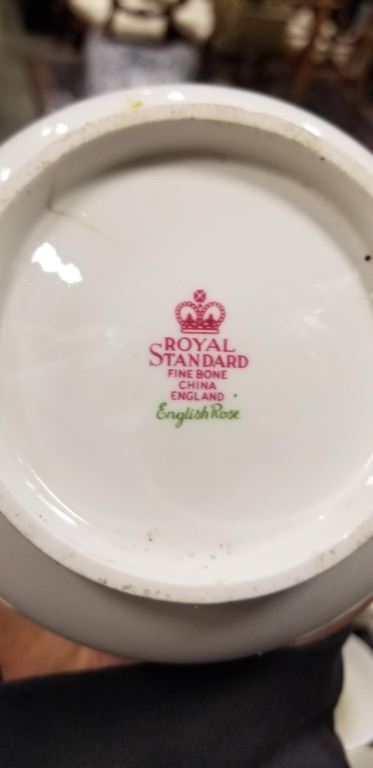 ROYAL
STANDARD
FINE BONE
CHINA
ENGLAND
English Rose